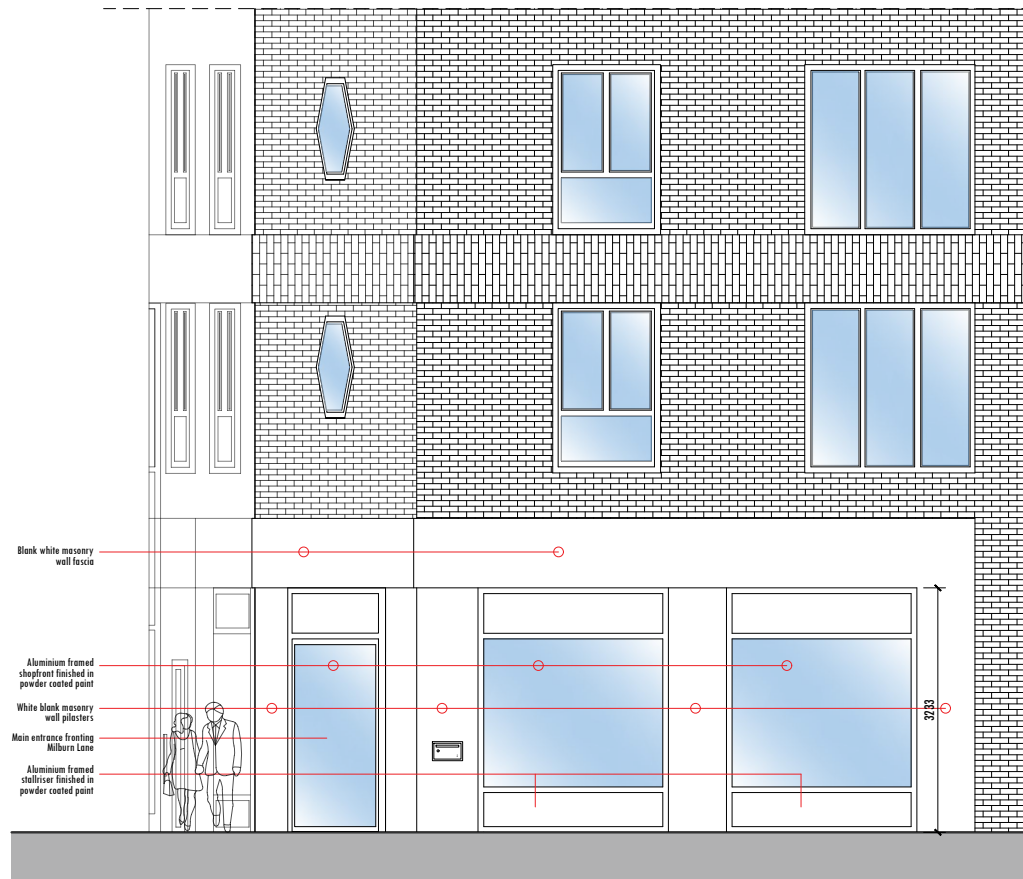 Blank white masonry
wall fascia
Aluminium framed
shopfront finished in
powder coated paint
White blank masonry
wall pilasters
Main entrance fronting
Milburn Lane
Aluminium framed
stallriser finished in
powder coated paint
3233